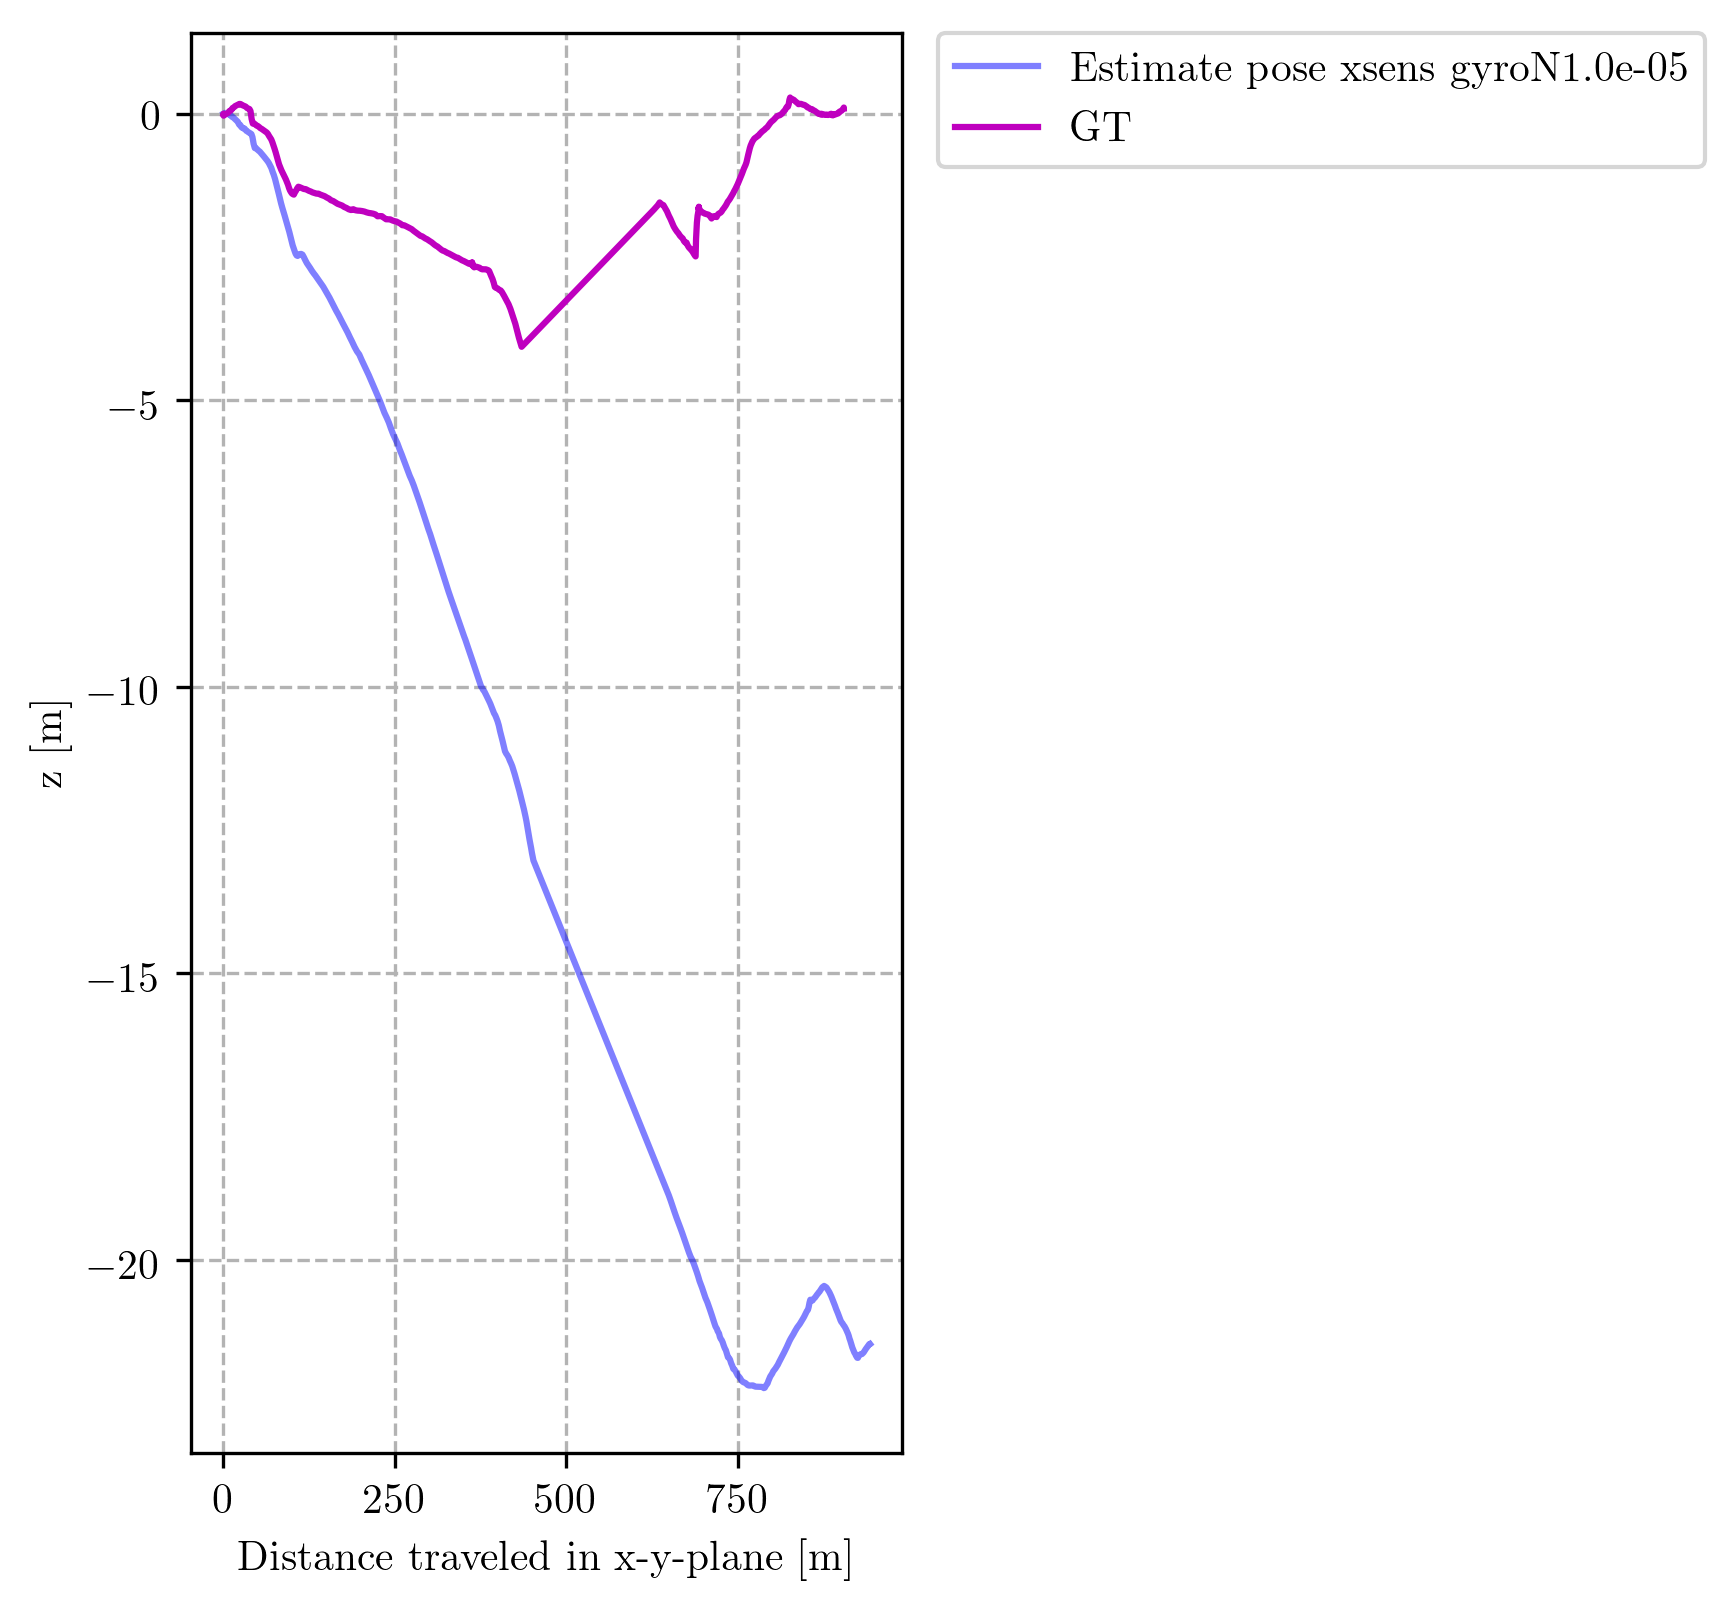 Estimate pose xsens gyroN1.0e-05
GT
0
−5
−10
−15
−20
z [m]
0 250 500 750
Distance traveled in x-y-plane [m]